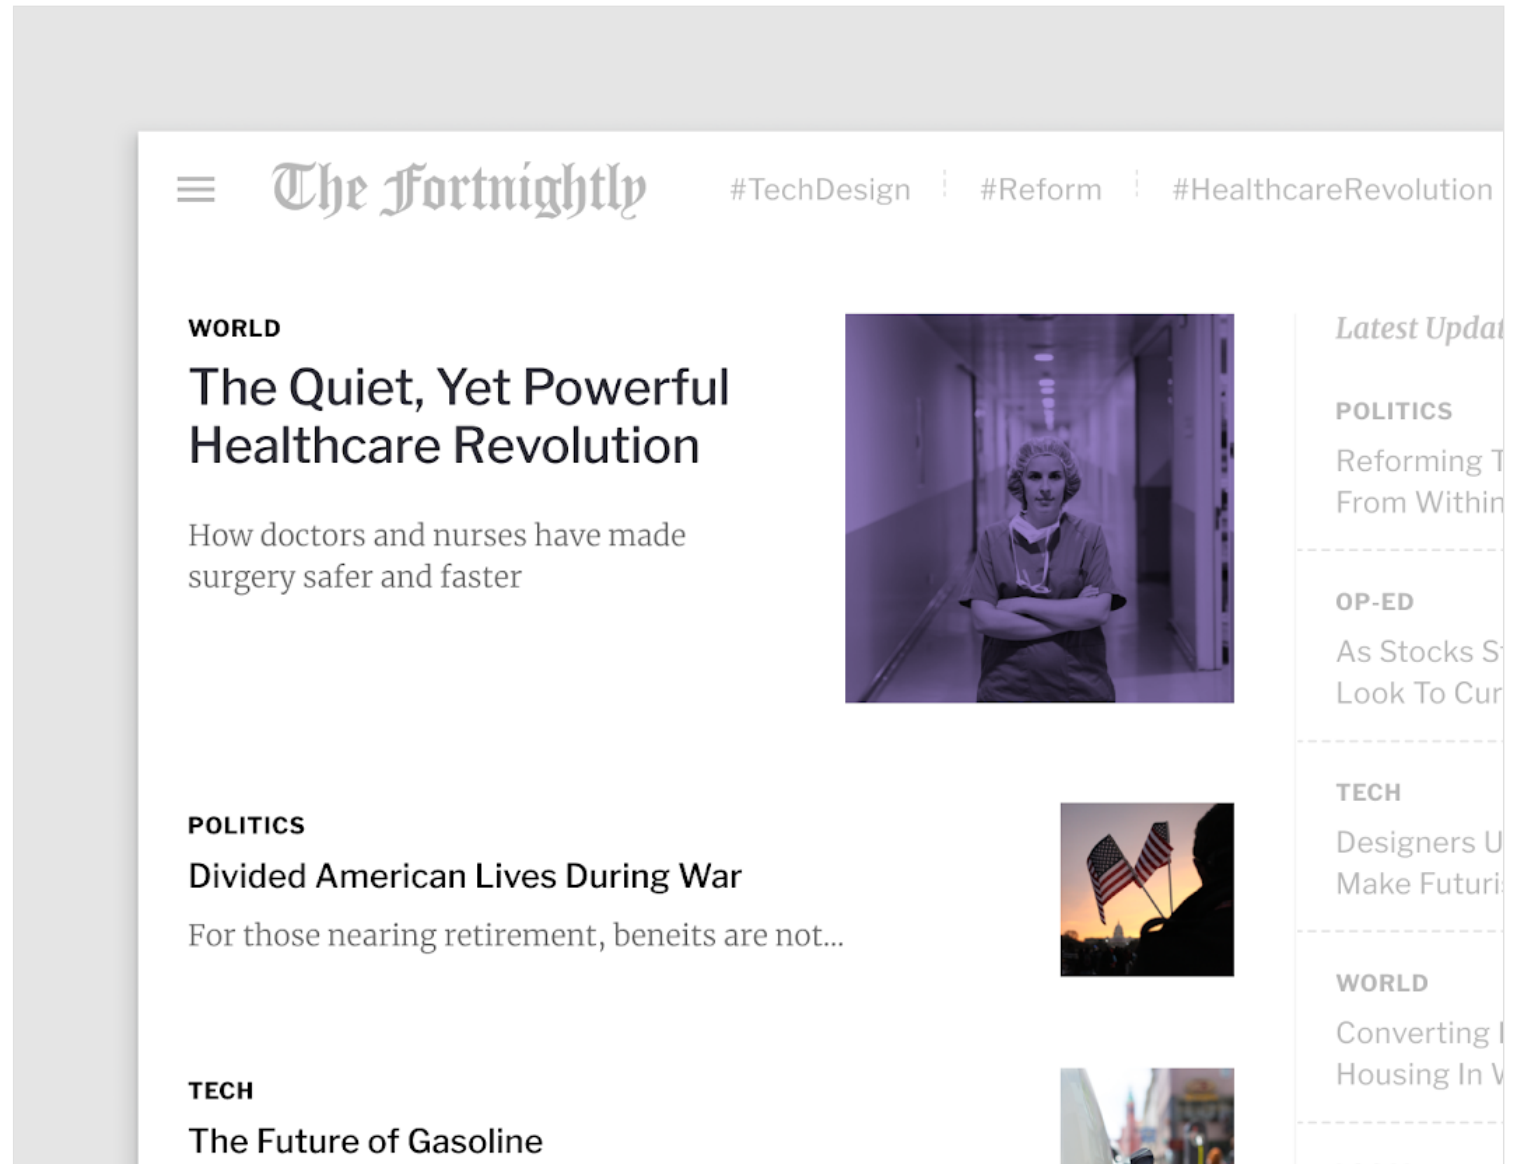 The Fortnightly
#TechDesign
#Reform
#HealthcareRevolution
WORLD
The Quiet, Yet Powerful
Healthcare Revolution
How doctors and nurses have made
surgery safer and faster
POLITICS
Divided American Lives During War
For those nearing retirement, beneits are not...
TECH
The Future of Gasoline
Latest
POLITICS
Reforming
From Within
OP-ED
As Stocks
Look To
TECH
Designers
Make
WORLD
Converting
Housing In